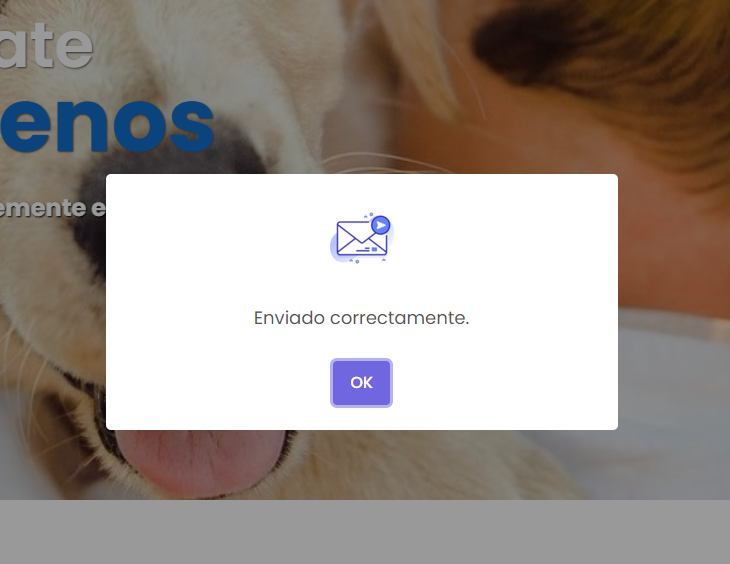 ate
enos
emente e
Enviado correctamente.
OK